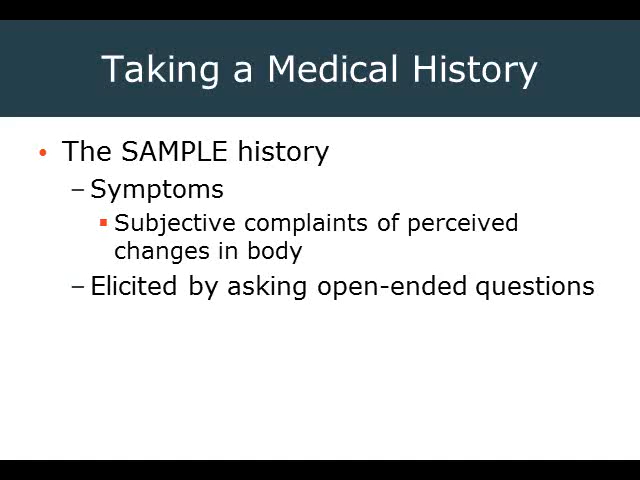 Taking a Medical History
• The SAMPLE history
– Symptoms
▪ Subjective complaints of perceived
changes in body
– Elicited by asking open-ended questions